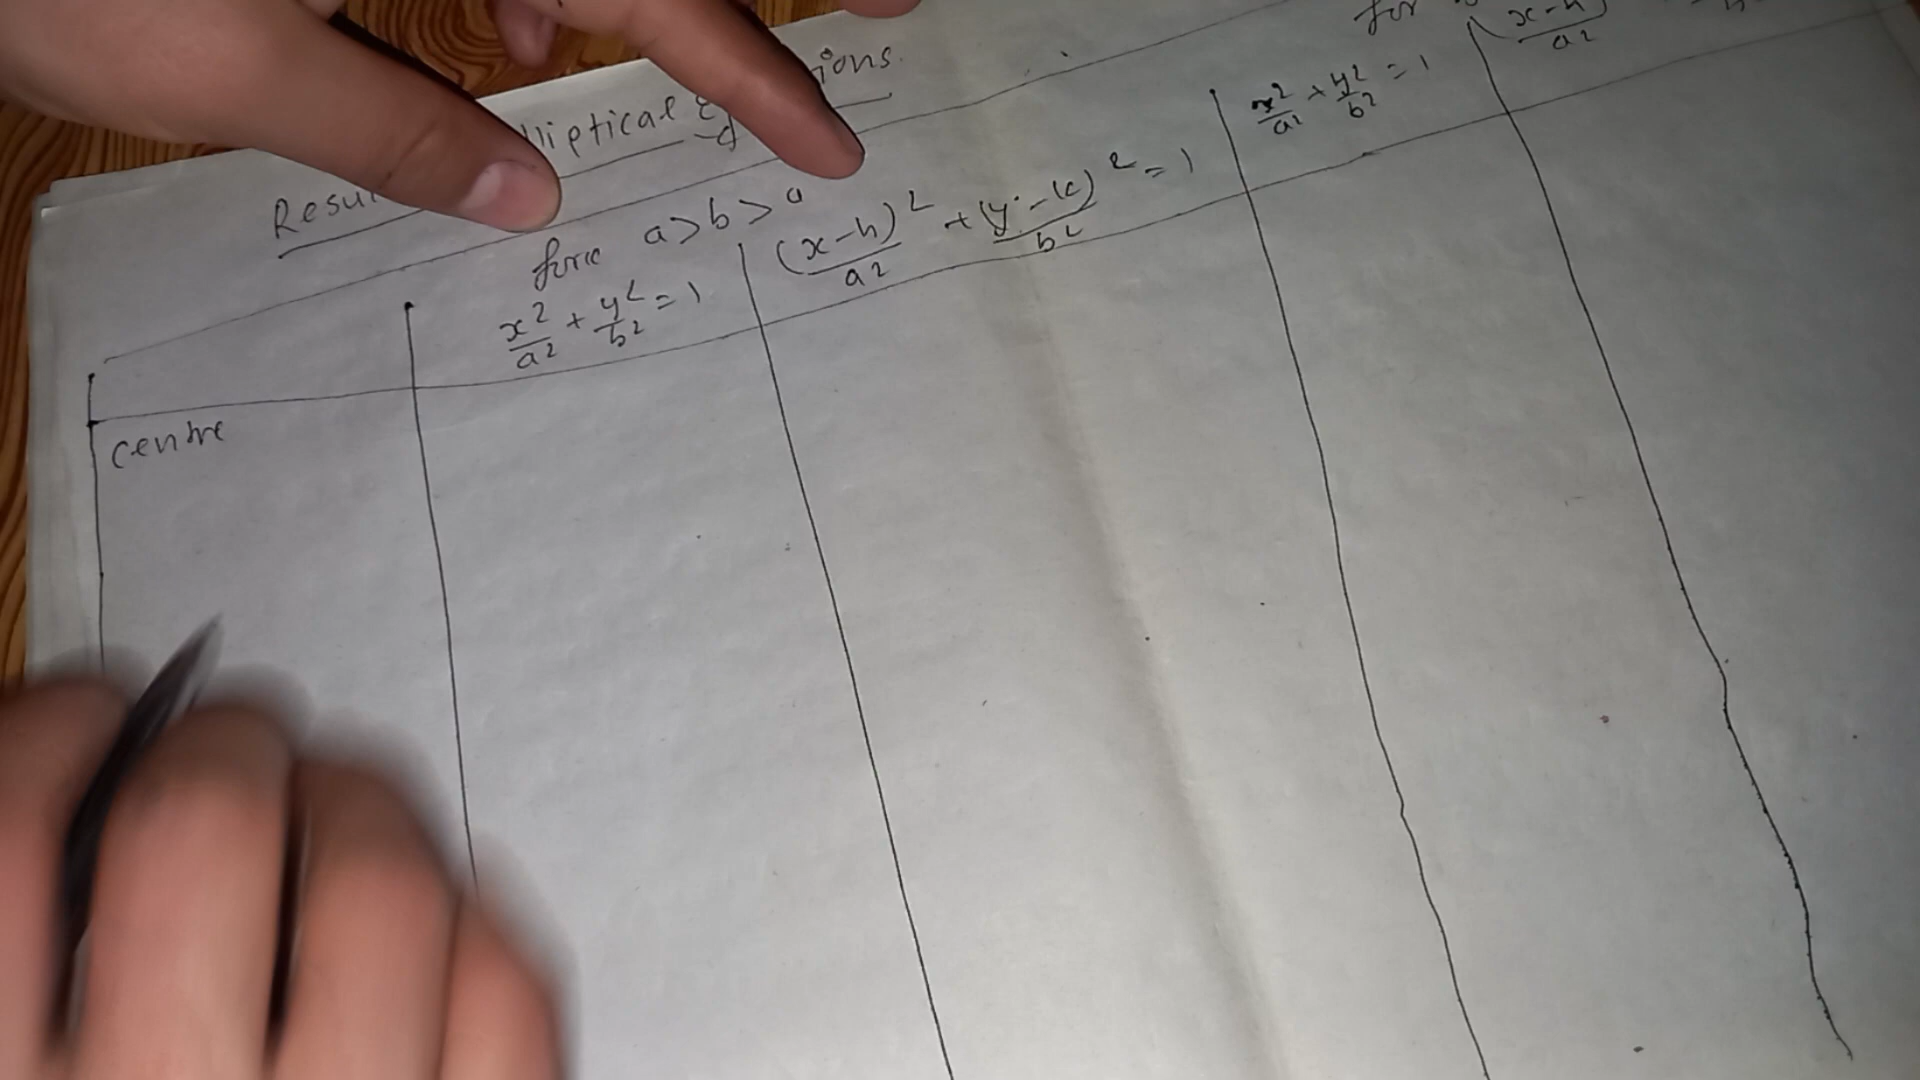 Resu lliptical E ions.
for
for a>b>0
x²/a² + y²/b² = 1
(x-h)²/a² + (y-k)²/b² = 1
x²/a² + y²/b² = 1
(x-h)/a²
centre